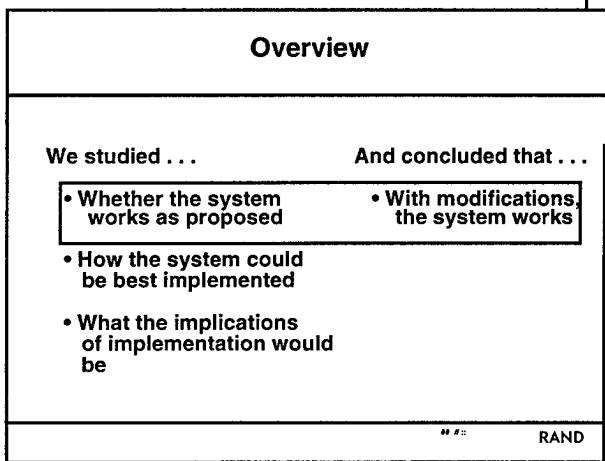 Overview
We studied . . .
And concluded that . . .
• Whether the system
works as proposed
• With modifications,
the system works
• How the system could
be best implemented
• What the implications
of implementation would
be
RAND